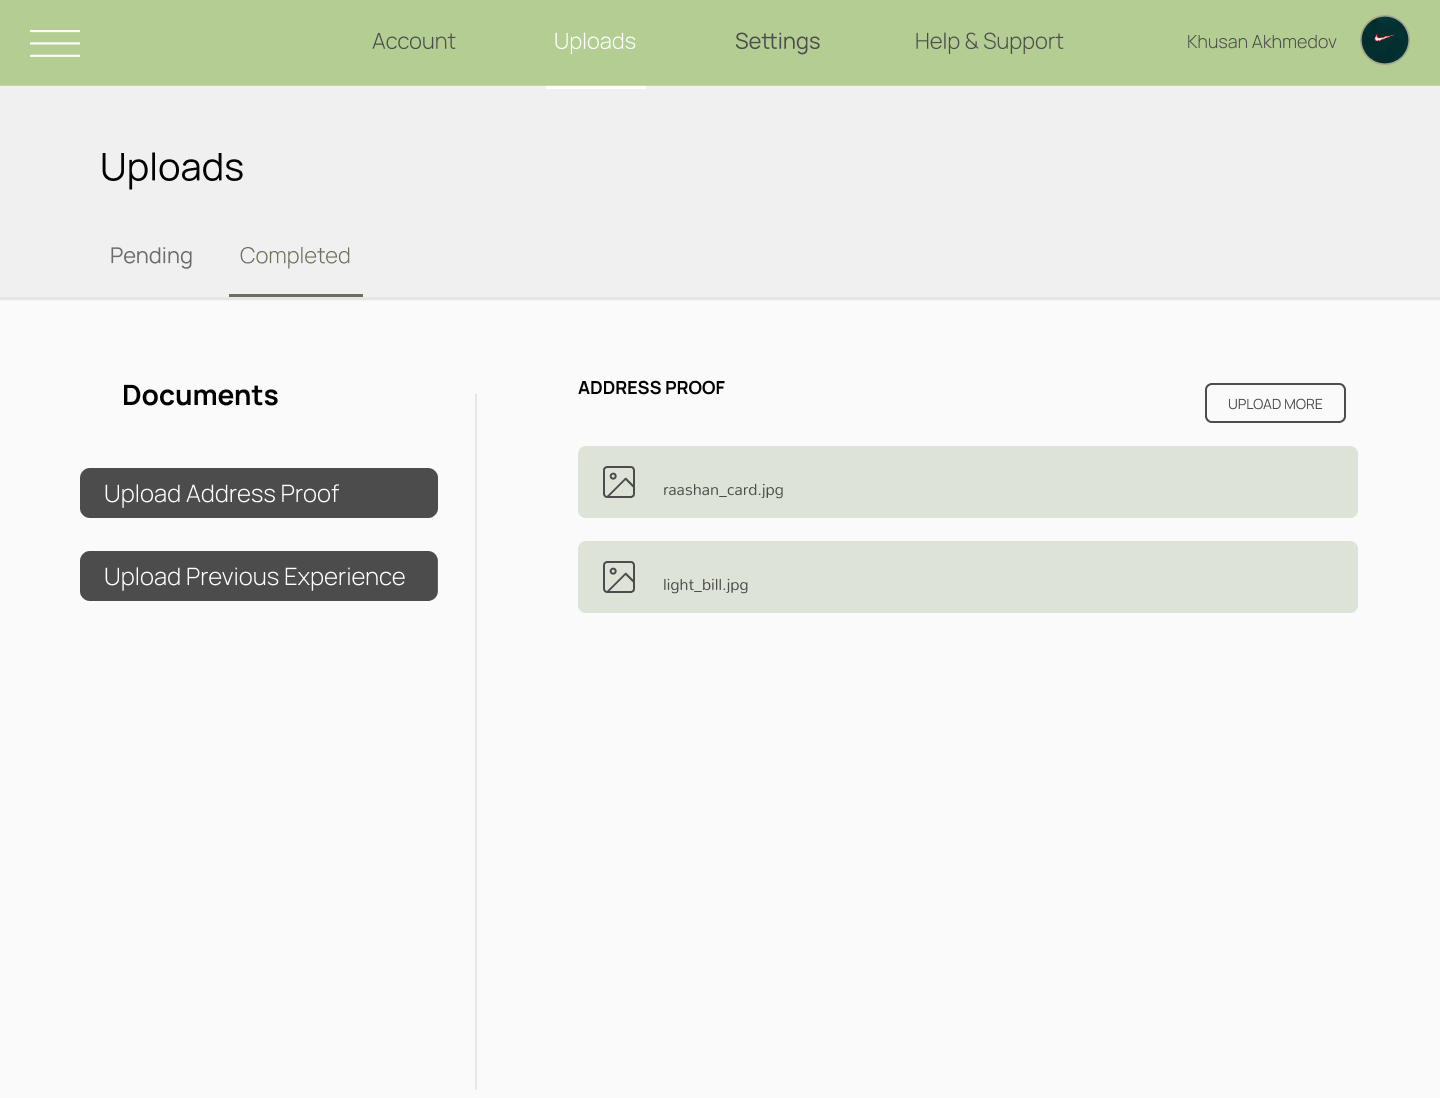 Account
Uploads
Settings
Help & Support
Khusan Akhmedov
Uploads
Pending
Completed
Documents
Upload Address Proof
Upload Previous Experience
ADDRESS PROOF
UPLOAD MORE
raashan_card.jpg
light_bill.jpg